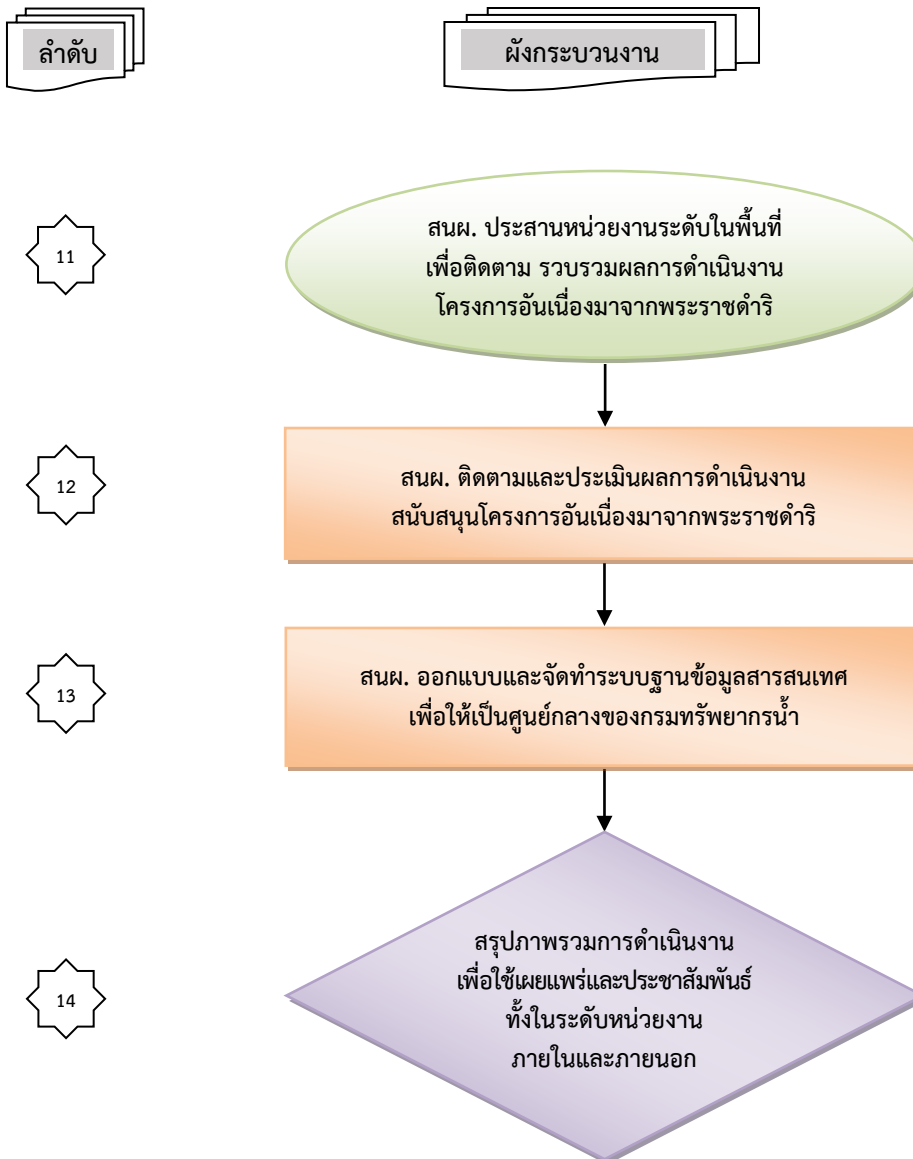 ลำดับ
ผังกระบวนงาน
11
สนผ. ประสานหน่วยงานระดับในพื้นที่
เพื่อติดตาม รวบรวมผลการดำเนินงาน
โครงการอันเนื่องมาจากพระราชดำริ
12
สนผ. ติดตามและประเมินผลการดำเนินงาน
สนับสนุนโครงการอันเนื่องมาจากพระราชดำริ
13
สนผ. ออกแบบและจัดทำระบบฐานข้อมูลสารสนเทศ
เพื่อให้เป็นศูนย์กลางของกรมทรัพยากรน้ำ
14
สรุปภาพรวมการดำเนินงาน
เพื่อใช้เผยแพร่และประชาสัมพันธ์
ทั้งในระดับหน่วยงาน
ภายในและภายนอก